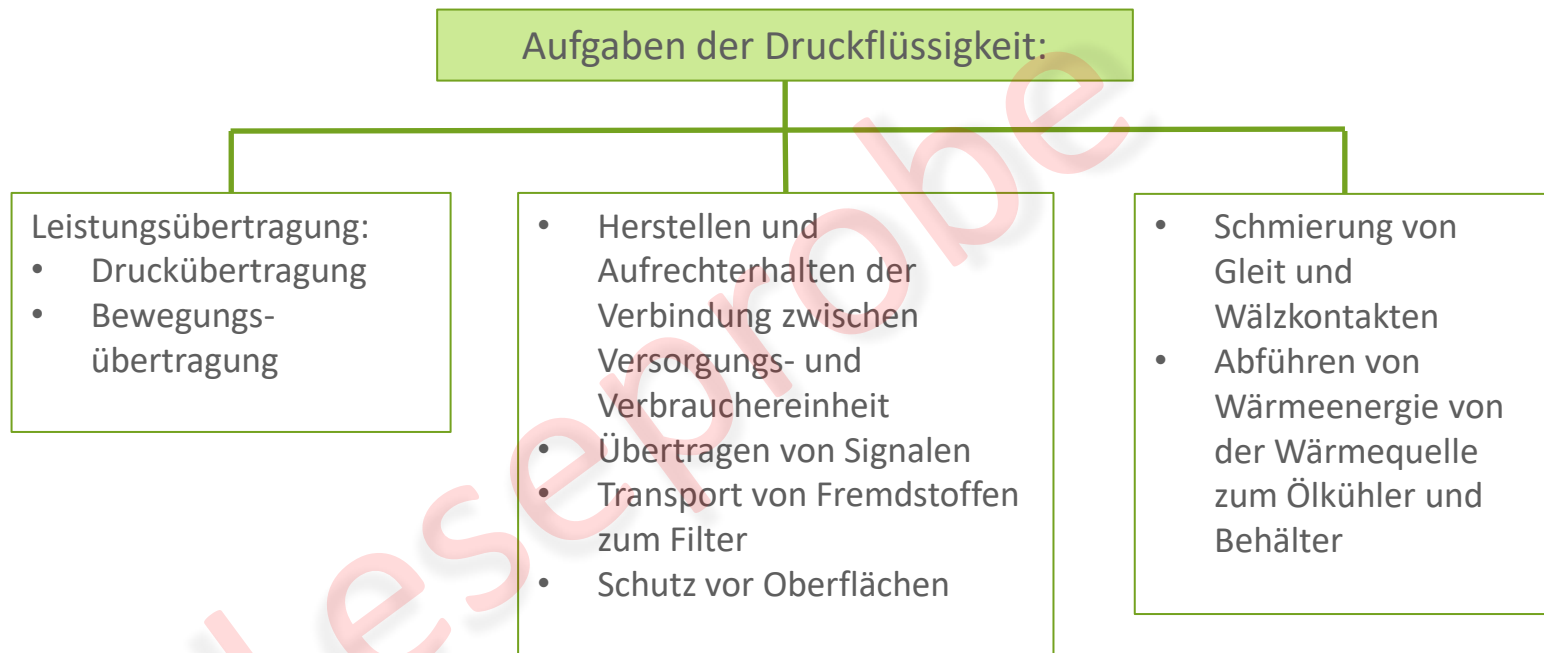 Aufgaben der Druckflüssigkeit:
Leistungsübertragung:
• Druckübertragung
• Bewegungs-
übertragung
• Herstellen und
Aufrechterhalten der
Verbindung zwischen
Versorgungs- und
Verbrauchereinheit
• Übertragen von Signalen
• Transport von Fremdstoffen
zum Filter
• Schutz vor Oberflächen
• Schmierung von
Gleit und
Wälzkontakten
• Abführen von
Wärmeenergie von
der Wärmequelle
zum Ölkühler und
Behälter
Leseprobe